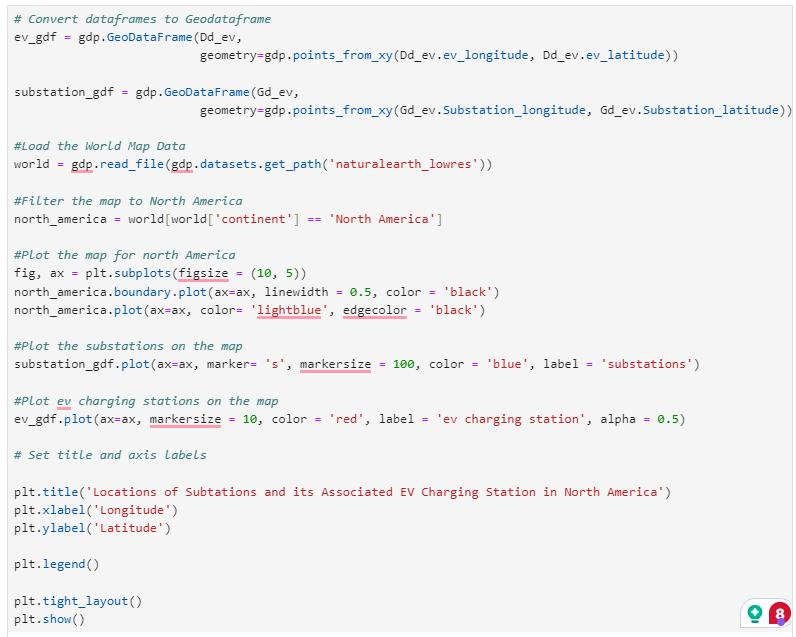 # Convert dataframes to Geodataframe
ev_gdf = gdp.GeoDataFrame(Dd_ev,
geometry=gdp.points_from_xy(Dd_ev.ev_longitude, Dd_ev.ev_latitude))
substation_gdf = gdp.GeoDataFrame(Gd_ev,
geometry=gdp.points_from_xy(Gd_ev.Substation_longitude, Gd_ev.Substation_latitude))
#Load the World Map Data
world = gdp.read_file(gdp.datasets.get_path('naturalearth_lowres'))
#Filter the map to North America
north_america = world[world['continent'] == 'North America']
#Plot the map for north America
fig, ax = plt.subplots(figsize = (10, 5))
north_america.boundary.plot(ax=ax, linewidth = 0.5, color = 'black')
north_america.plot(ax=ax, color= 'lightblue', edgecolor = 'black')
#Plot the substations on the map
substation_gdf.plot(ax=ax, marker= 's', markersize = 100, color = 'blue', label = 'substations')
#Plot ev charging stations on the map
ev_gdf.plot(ax=ax, markersize = 10, color = 'red', label = 'ev charging station', alpha = 0.5)
# Set title and axis labels
plt.title('Locations of Subtations and its Associated EV Charging Station in North America')
plt.xlabel('Longitude')
plt.ylabel('Latitude')
plt.legend()
plt.tight_layout()
plt.show()
8